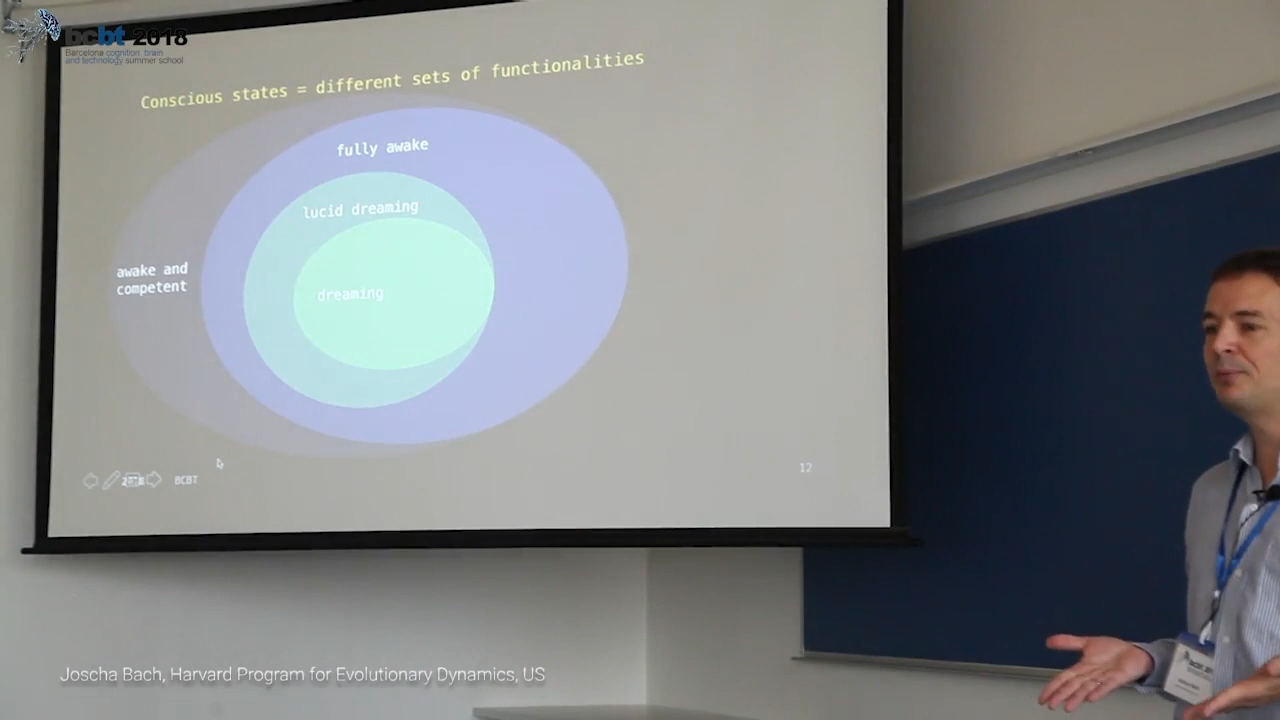 bcbt 2018
Barcelona cognition, brain
and technology summer school
Conscious states = different sets of functionalities
fully awake
lucid dreaming
awake and
competent
dreaming
BCBT
12
Joscha Bach, Harvard Program for Evolutionary Dynamics, US